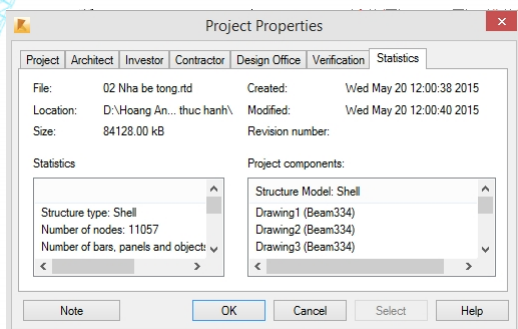 Project Properties
Project Architect Investor Contractor Design Office Verification Statistics
File: 02 Nha be tong.rtd Created: Wed May 20 12:00:38 2015
Location: D:\Hoang An... thuc hanh\ Modified: Wed May 20 12:00:40 2015
Size: 84128.00 kB Revision number:
Statistics Project components:
Structure Model: Shell
Structure type: Shell Drawing1 (Beam334)
Number of nodes: 11057 Drawing2 (Beam334)
Number of bars, panels and objects Drawing3 (Beam334)
Note OK Cancel Select Help